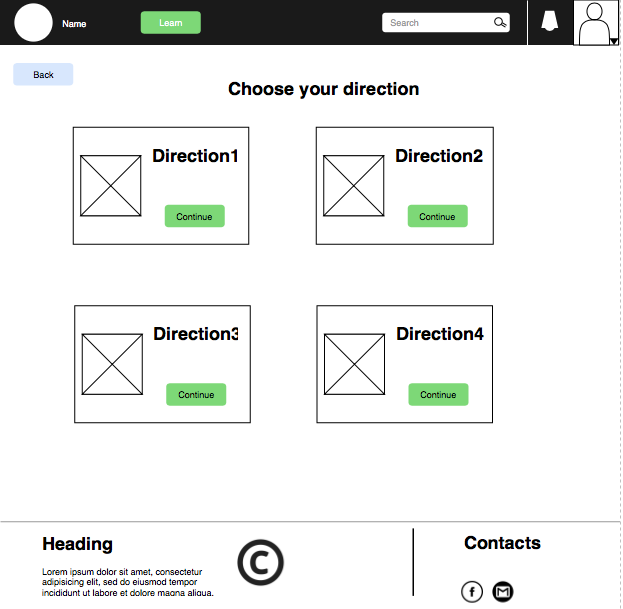 Name
Learn
Search
Back
Choose your direction
Direction1
Continue
Direction2
Continue
Direction3
Continue
Direction4
Continue
Heading
Lorem ipsum dolor sit amet, consectetur
adipisicing elit, sed do eiusmod tempor
incididunt ut labore et dolore magna aliqua.
©
Contacts
f
M